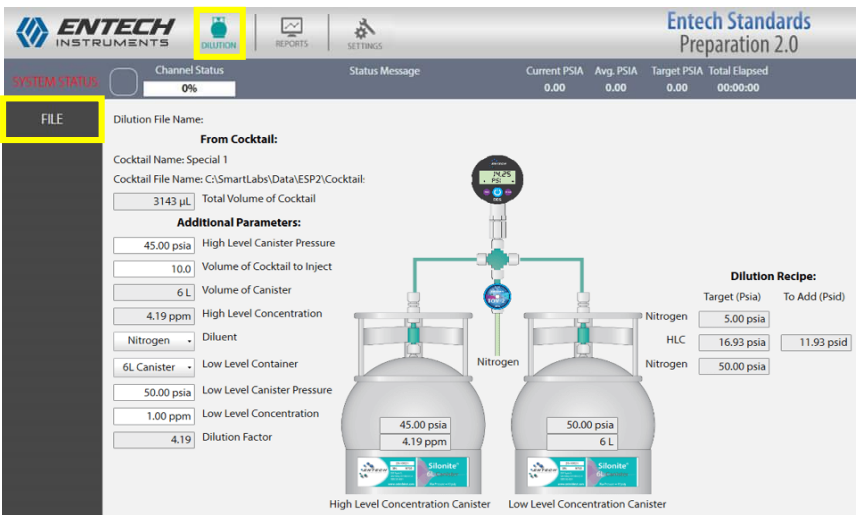 ENTECH
INSTRUMENTS
DILUTION
REPORTS
SETTINGS
Entech Standards
Preparation 2.0
SYSTEM STATUS
Channel Status
0%
Status Message
Current PSIA
0.00
Avg. PSIA
0.00
Target PSIA
0.00
Total Elapsed
00:00:00
FILE
Dilution File Name:
From Cocktail:
Cocktail Name: Special 1
Cocktail File Name: C:\SmartLabs\Data\ESP2\Cocktail:
3143 µL Total Volume of Cocktail
Additional Parameters:
45.00 psia High Level Canister Pressure
10.0 Volume of Cocktail to Inject
6 L Volume of Canister
4.19 ppm High Level Concentration
Nitrogen Diluent
6L Canister Low Level Container
50.00 psia Low Level Canister Pressure
1.00 ppm Low Level Concentration
4.19 Dilution Factor
14.25
PSI
Nitrogen
45.00 psia
4.19 ppm
Silonite
High Level Concentration Canister
50.00 psia
6 L
Silonite
Low Level Concentration Canister
Dilution Recipe:
Target (Psia) To Add (Psid)
Nitrogen 5.00 psia
HLC 16.93 psia 11.93 psid
Nitrogen 50.00 psia